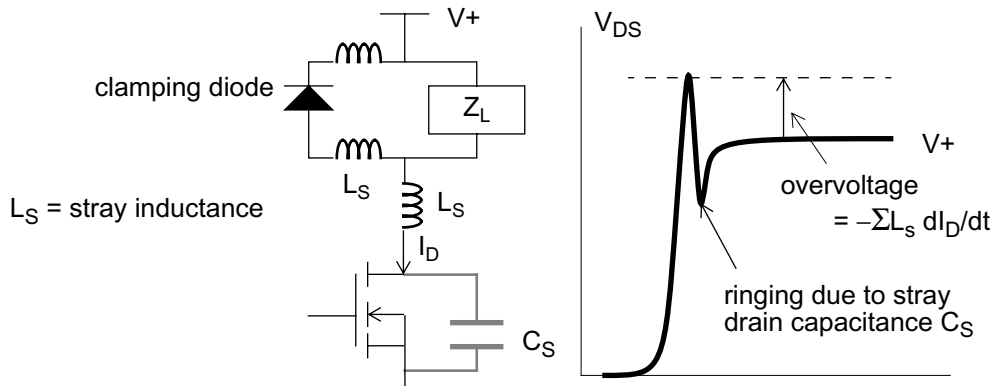 V+
clamping diode
Z_L
L_S
L_S
L_S = stray inductance
I_D
C_S
V_DS
V+
overvoltage
= −ΣL_s dI_D/dt
ringing due to stray
drain capacitance C_S